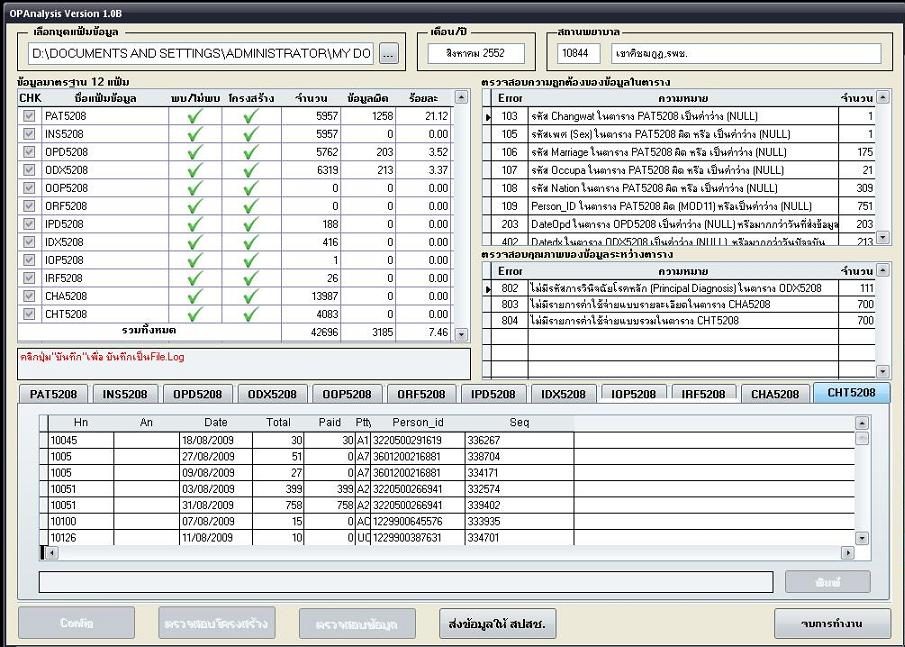 OPAnalysis Version 1.0B
เลือกชุดแฟ้มข้อมูล เดือน/ปี สถานพยาบาล
D:\DOCUMENTS AND SETTINGS\ADMINISTRATOR\MY DO ... สิงหาคม 2552 10844 เขาคิชฌกูฏ,รพช.
ข้อมูลมาตรฐาน 12 แฟ้ม
CHK ชื่อแฟ้มข้อมูล พบ/ไม่พบ โครงสร้าง จำนวน ข้อมูลผิด ร้อยละ
PAT5208 5957 1258 21.12
INS5208 5957 0 0.00
OPD5208 5762 203 3.52
ODX5208 6319 213 3.37
OOP5208 0 0 0.00
ORF5208 0 0 0.00
IPD5208 188 0 0.00
IDX5208 416 0 0.00
IOP5208 1 0 0.00
IRF5208 26 0 0.00
CHA5208 13987 0 0.00
CHT5208 4083 0 0.00
รวมทั้งหมด 42696 3185 7.46
คลิกปุ่ม"บันทึก"เพื่อ บันทึกเป็นFile.Log
ตรวจสอบความถูกต้องของข้อมูลในตาราง
Error ความหมาย จำนวน
103 รหัส Changwat ในตาราง PAT5208 เป็นค่าว่าง (NULL) 1
105 รหัสเพศ (Sex) ในตาราง PAT5208 ผิด หรือ เป็นค่าว่าง (NULL) 1
106 รหัส Marriage ในตาราง PAT5208 ผิด หรือ เป็นค่าว่าง (NULL) 175
107 รหัส Occupa ในตาราง PAT5208 ผิด หรือ เป็นค่าว่าง (NULL) 21
108 รหัส Nation ในตาราง PAT5208 ผิด หรือ เป็นค่าว่าง (NULL) 309
109 Person_ID ในตาราง PAT5208 ผิด (MOD11) หรือเป็นค่าว่าง (NULL) 751
203 DateOpd ในตาราง OPD5208 เป็นค่าว่าง (NULL) หรือมากกว่าวันที่ส่งข้อมูล 203
402 Datedx ในตาราง ODX5208 เป็นค่าว่าง (NULL) หรือมากกว่าวันปัจจุบัน 213
ตรวจสอบคุณภาพของข้อมูลระหว่างตาราง
Error ความหมาย จำนวน
802 ไม่มีรหัสการวินิจฉัยโรคหลัก (Principal Diagnosis) ในตาราง ODX5208 111
803 ไม่มีรายการค่าใช้จ่ายแบบรายละเอียดในตาราง CHA5208 700
804 ไม่มีรายการค่าใช้จ่ายแบบรวมในตาราง CHT5208 700
PAT5208 INS5208 OPD5208 ODX5208 OOP5208 ORF5208 IPD5208 IDX5208 IOP5208 IRF5208 CHA5208 CHT5208
Hn An Date Total Paid Ptty Person_id Seq
10045 18/08/2009 30 30 A1 3220500291619 336267
1005 27/08/2009 51 0 A7 3601200216881 338704
1005 09/08/2009 27 0 A7 3601200216881 334171
10051 03/08/2009 399 399 A2 3220500266941 332574
10051 31/08/2009 758 758 A2 3220500266941 339402
10100 07/08/2009 15 0 AC 1229900645576 333935
10126 11/08/2009 10 0 UC 1229900387631 334701
พิมพ์
Config ตรวจสอบโครงสร้าง ตรวจสอบข้อมูล ส่งข้อมูลให้ สปสช. จบการทำงาน